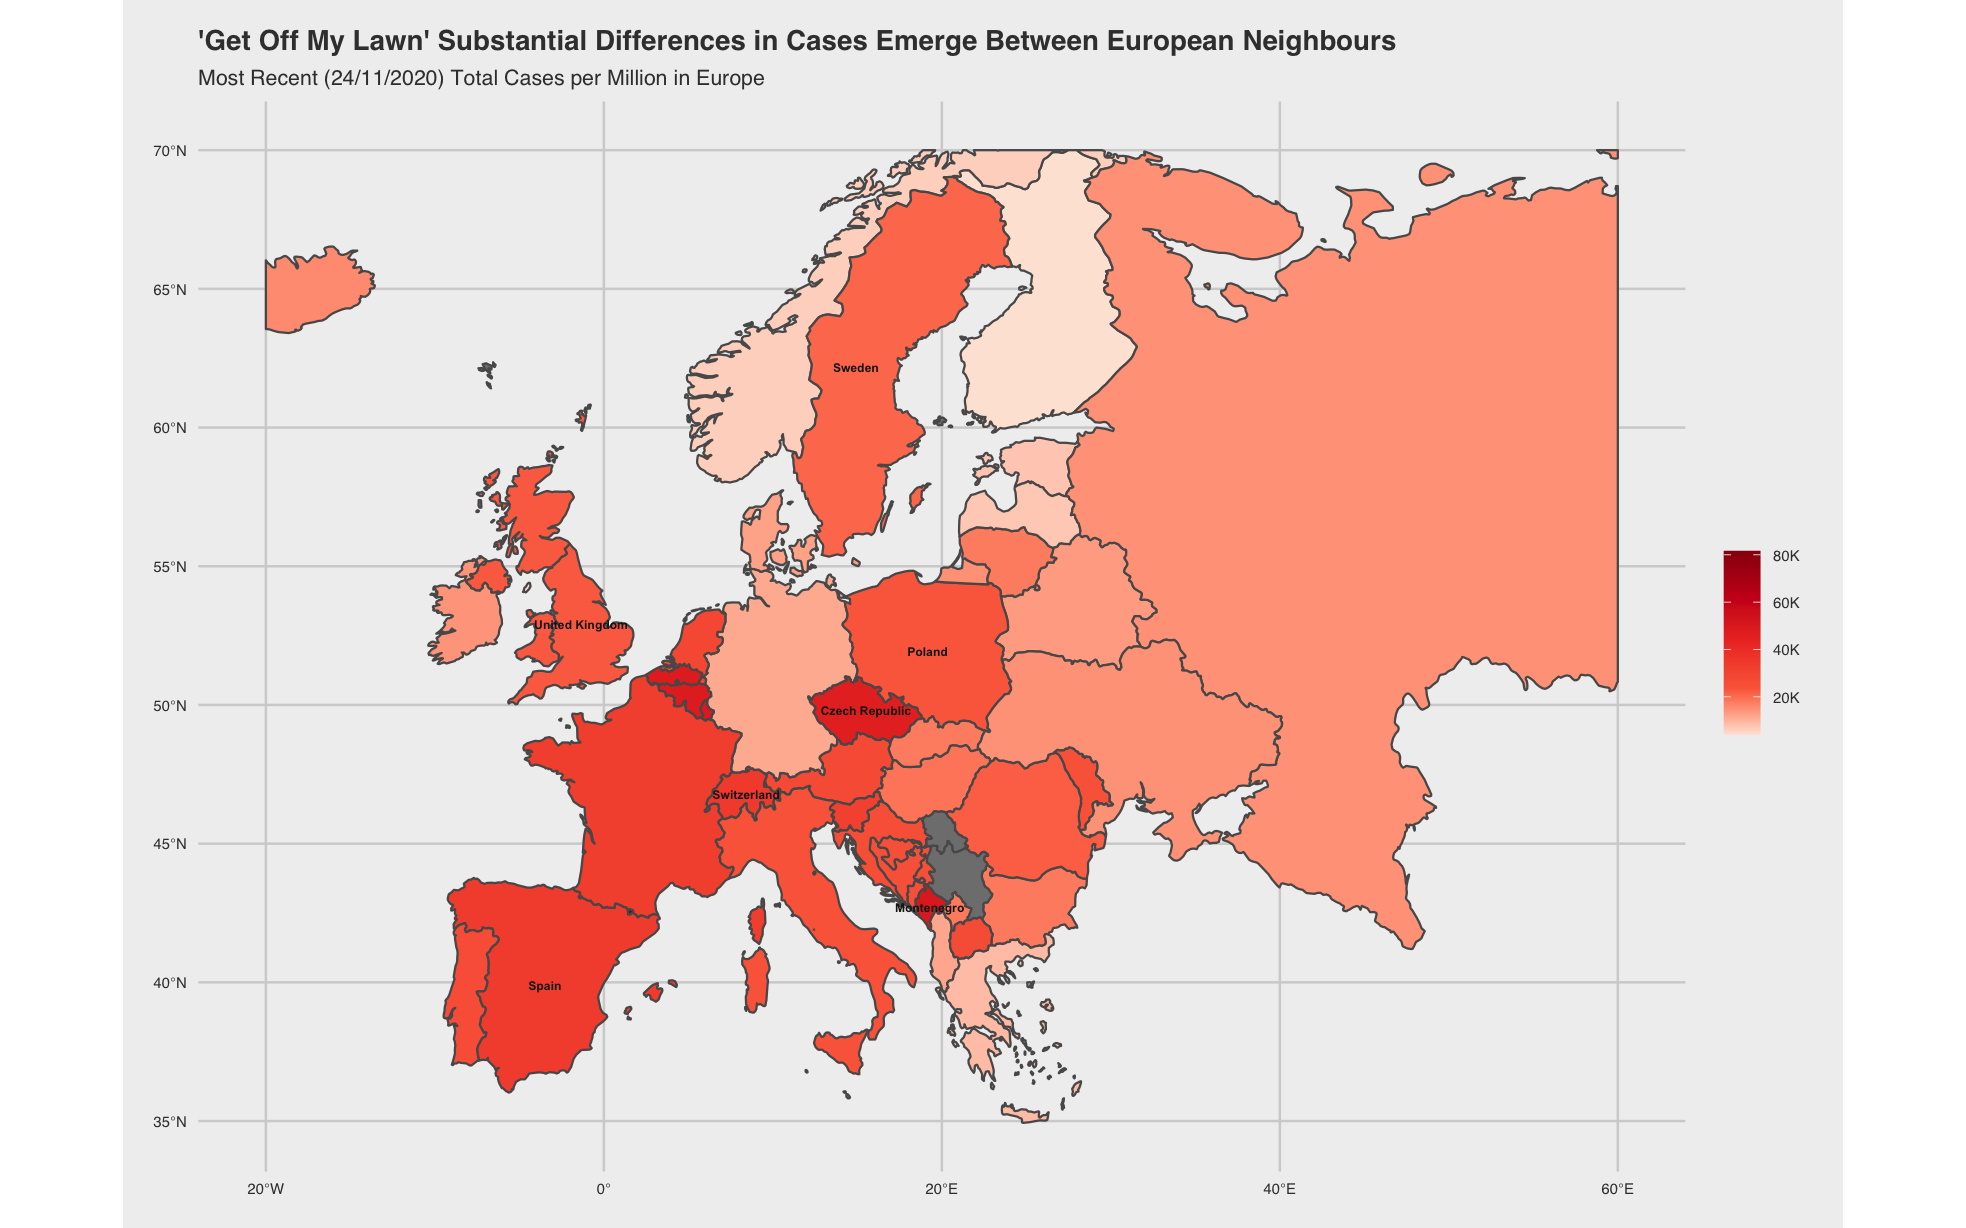 'Get Off My Lawn' Substantial Differences in Cases Emerge Between European Neighbours
Most Recent (24/11/2020) Total Cases per Million in Europe
70°N
65°N
Sweden
60°N
55°N
80K
60K
40K
20K
United Kingdom
Poland
50°N
Czech Republic
Switzerland
45°N
Montenegro
40°N
Spain
35°N
20°W
0°
20°E
40°E
60°E